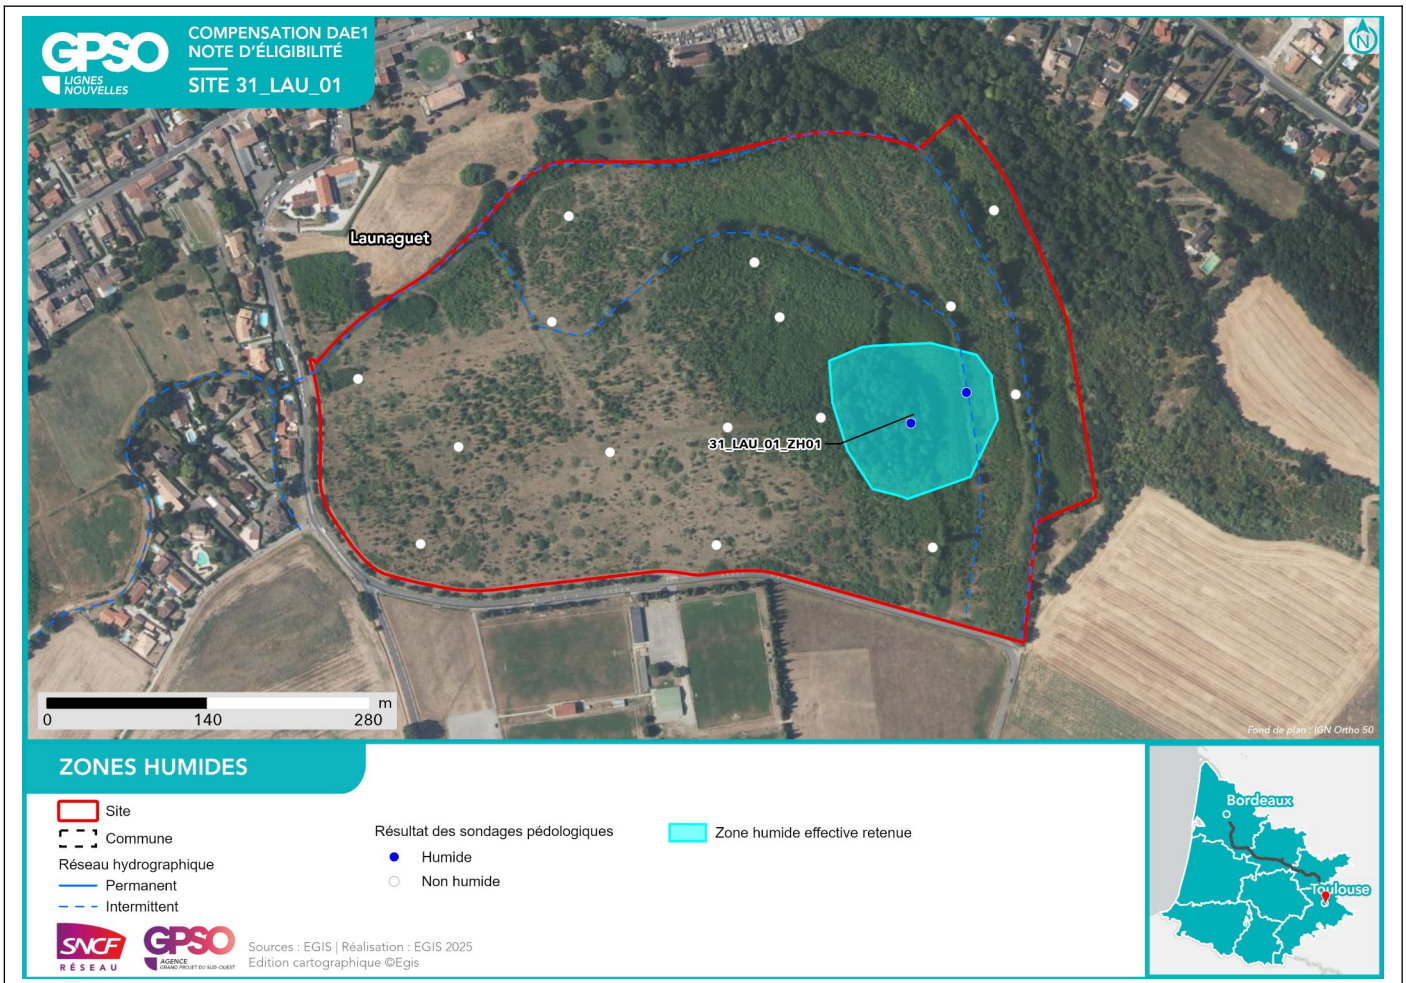 GPSO
LIGNES
NOUVELLES
COMPENSATION DAE1
NOTE D'ÉLIGIBILITÉ
SITE 31_LAU_01
N
Launaguet
31_LAU_01_ZH01
m
0 140 280
Fond de plan : IGN Ortho 50
ZONES HUMIDES
Site
Commune
Réseau hydrographique
Permanent
Intermittent
Résultat des sondages pédologiques
Humide
Non humide
Zone humide effective retenue
Bordeaux
Toulouse
SNCF
RÉSEAU
GPSO
AGENCE
GRAND PROJET DU SUD-OUEST
Sources : EGIS | Réalisation : EGIS 2025
Edition cartographique ©Egis